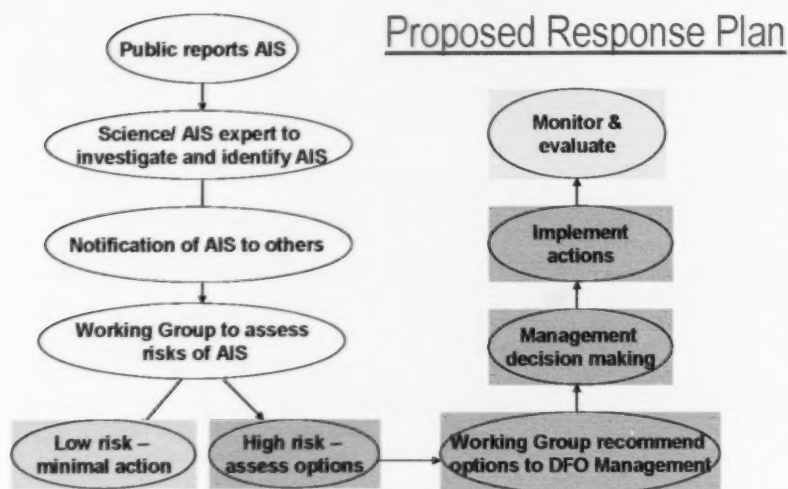 Proposed Response Plan
Public reports AIS
Science/ AIS expert to
investigate and identify AIS
Notification of AIS to others
Working Group to assess
risks of AIS
Low risk –
minimal action
High risk –
assess options
Working Group recommend
options to DFO Management
Management
decision making
Implement
actions
Monitor &
evaluate